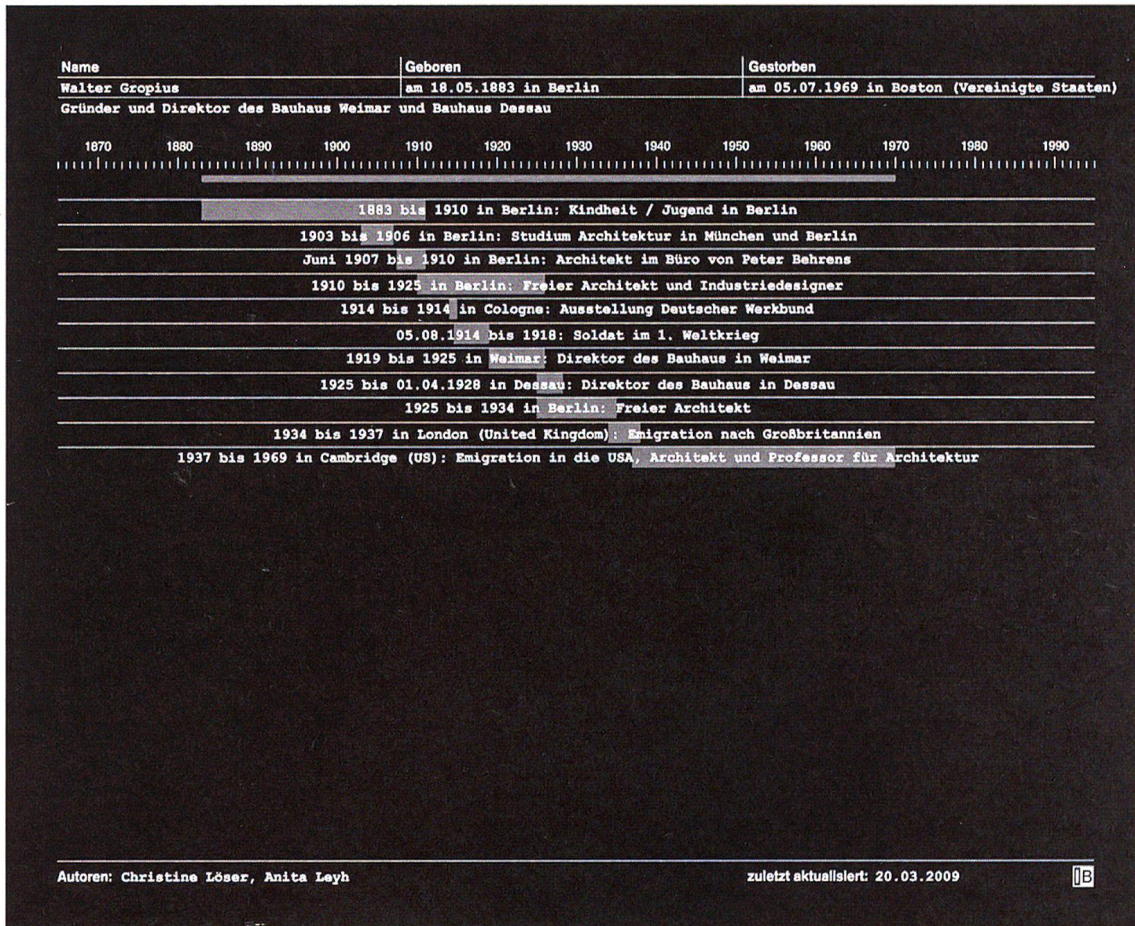 Name Geboren Gestorben
Walter Gropius am 18.05.1883 in Berlin am 05.07.1969 in Boston (Vereinigte Staaten)
Gründer und Direktor des Bauhaus Weimar und Bauhaus Dessau
1870 1880 1890 1900 1910 1920 1930 1940 1950 1960 1970 1980 1990
1883 bis 1910 in Berlin: Kindheit / Jugend in Berlin
1903 bis 1906 in Berlin: Studium Architektur in München und Berlin
Juni 1907 bis 1910 in Berlin: Architekt im Büro von Peter Behrens
1910 bis 1925 in Berlin: Freier Architekt und Industriedesigner
1914 bis 1914 in Cologne: Ausstellung Deutscher Werkbund
05.08.1914 bis 1918: Soldat im 1. Weltkrieg
1919 bis 1925 in Weimar: Direktor des Bauhaus in Weimar
1925 bis 01.04.1928 in Dessau: Direktor des Bauhaus in Dessau
1925 bis 1934 in Berlin: Freier Architekt
1934 bis 1937 in London (United Kingdom): Emigration nach Großbritannien
1937 bis 1969 in Cambridge (US): Emigration in die USA, Architekt und Professor für Architektur
Autoren: Christine Löser, Anita Leyh zuletzt aktualisiert: 20.03.2009 B